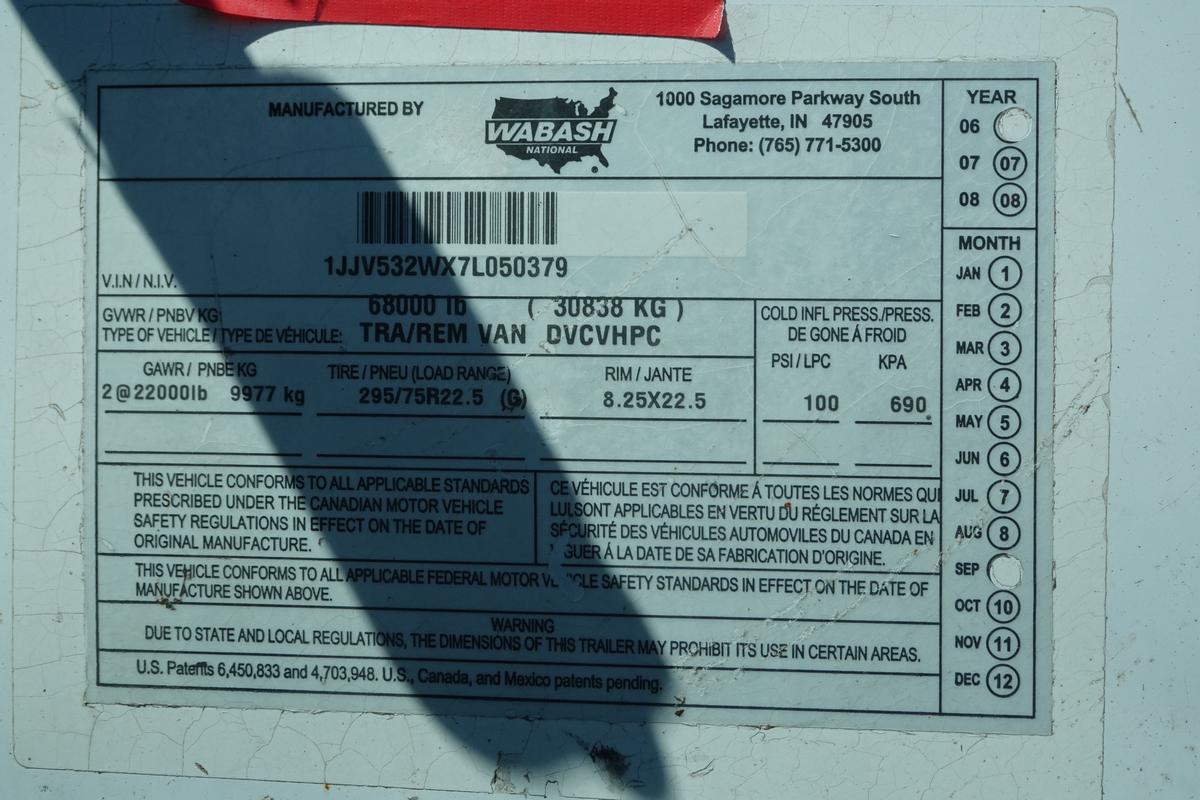 MANUFACTURED BY
WABASH
NATIONAL
1000 Sagamore Parkway South
Lafayette, IN 47905
Phone: (765) 771-5300
YEAR
06
07 07
08 08
1JJV532WX7L050379
V.I.N / N.I.V.
GVWR / PNBV KG: 68000 lb ( 30838 KG )
TYPE OF VEHICLE / TYPE DE VÉHICULE: TRA/REM VAN DVCVHPC
COLD INFL PRESS./PRESS.
DE GONE Á FROID
PSI / LPC KPA
100 690
GAWR / PNBE KG TIRE / PNEU (LOAD RANGE) RIM / JANTE
2@22000lb 9977 kg 295/75R22.5 (G) 8.25X22.5
MONTH
JAN 1
FEB 2
MAR 3
APR 4
MAY 5
JUN 6
JUL 7
AUG 8
SEP
OCT 10
NOV 11
DEC 12
THIS VEHICLE CONFORMS TO ALL APPLICABLE STANDARDS
PRESCRIBED UNDER THE CANADIAN MOTOR VEHICLE
SAFETY REGULATIONS IN EFFECT ON THE DATE OF
ORIGINAL MANUFACTURE.
CE VÉHICULE EST CONFORME Á TOUTES LES NORMES QUI
LUI SONT APPLICABLES EN VERTU DU RÉGLEMENT SUR LA
SÉCURITÉ DES VÉHICULES AUTOMOVILES DU CANADA EN
GUER Á LA DATE DE SA FABRICATION D'ORIGINE.
THIS VEHICLE CONFORMS TO ALL APPLICABLE FEDERAL MOTOR VEHICLE SAFETY STANDARDS IN EFFECT ON THE DATE OF
MANUFACTURE SHOWN ABOVE.
WARNING
DUE TO STATE AND LOCAL REGULATIONS, THE DIMENSIONS OF THIS TRAILER MAY PROHIBIT ITS USE IN CERTAIN AREAS.
U.S. Patents 6,450,833 and 4,703,948. U.S., Canada, and Mexico patents pending.